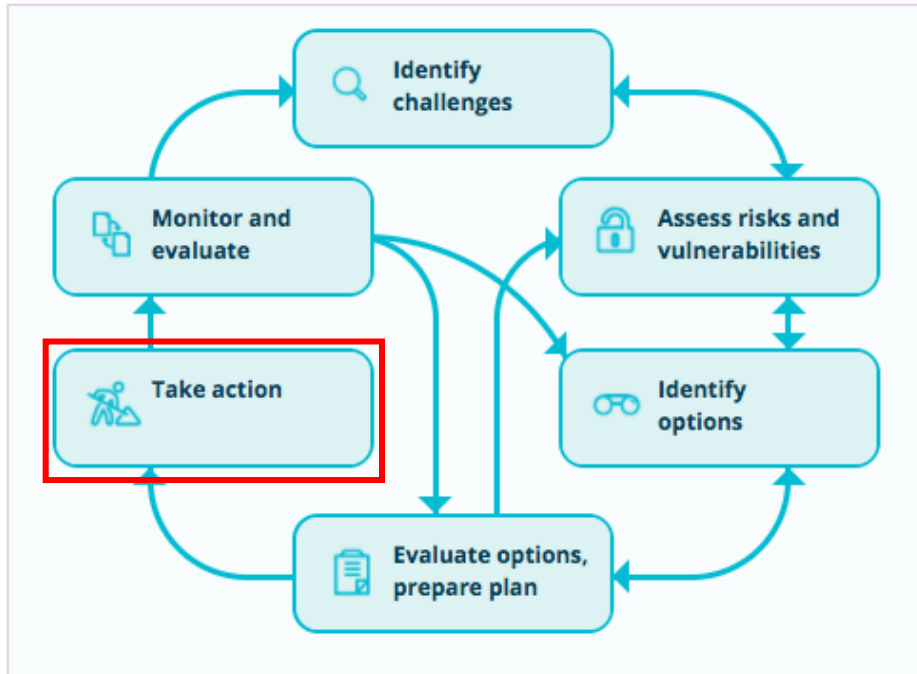 Identify
challenges
Monitor and
evaluate
Assess risks and
vulnerabilities
Take action
Identify
options
Evaluate options,
prepare plan